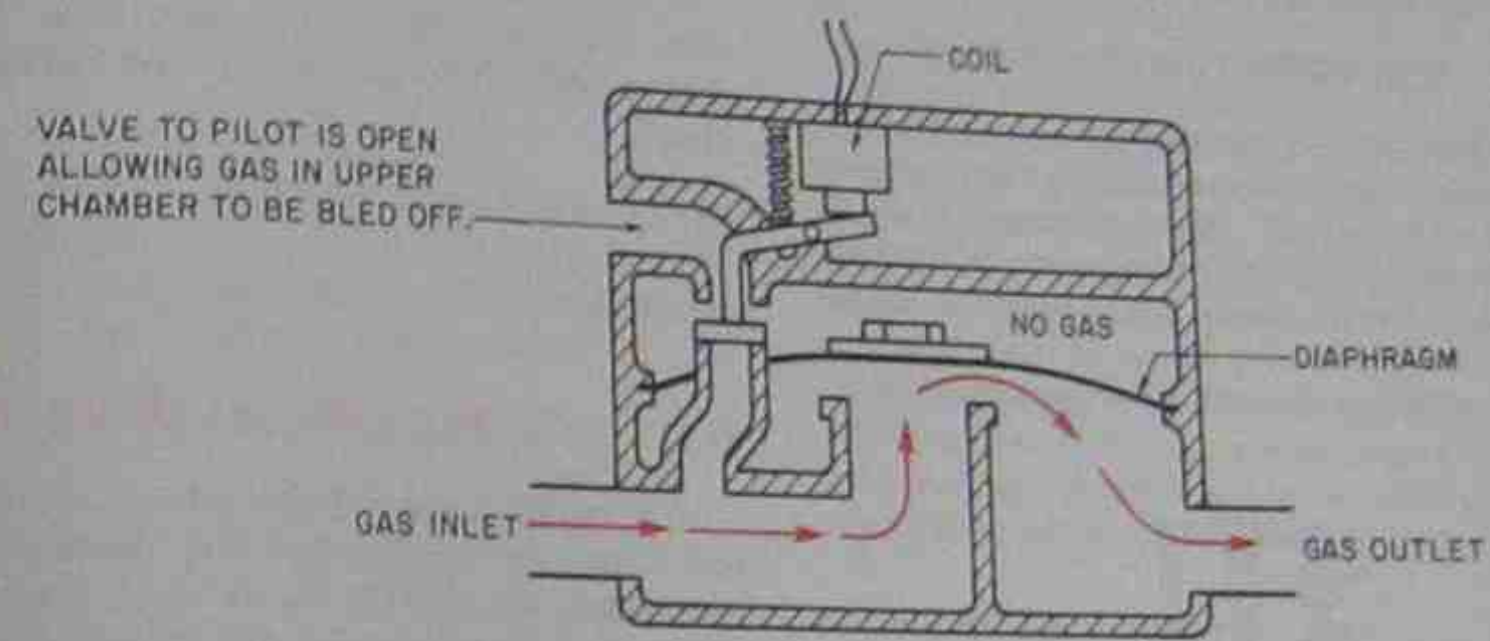 COIL
VALVE TO PILOT IS OPEN
ALLOWING GAS IN UPPER
CHAMBER TO BE BLED OFF.
NO GAS
DIAPHRAGM
GAS INLET
GAS OUTLET